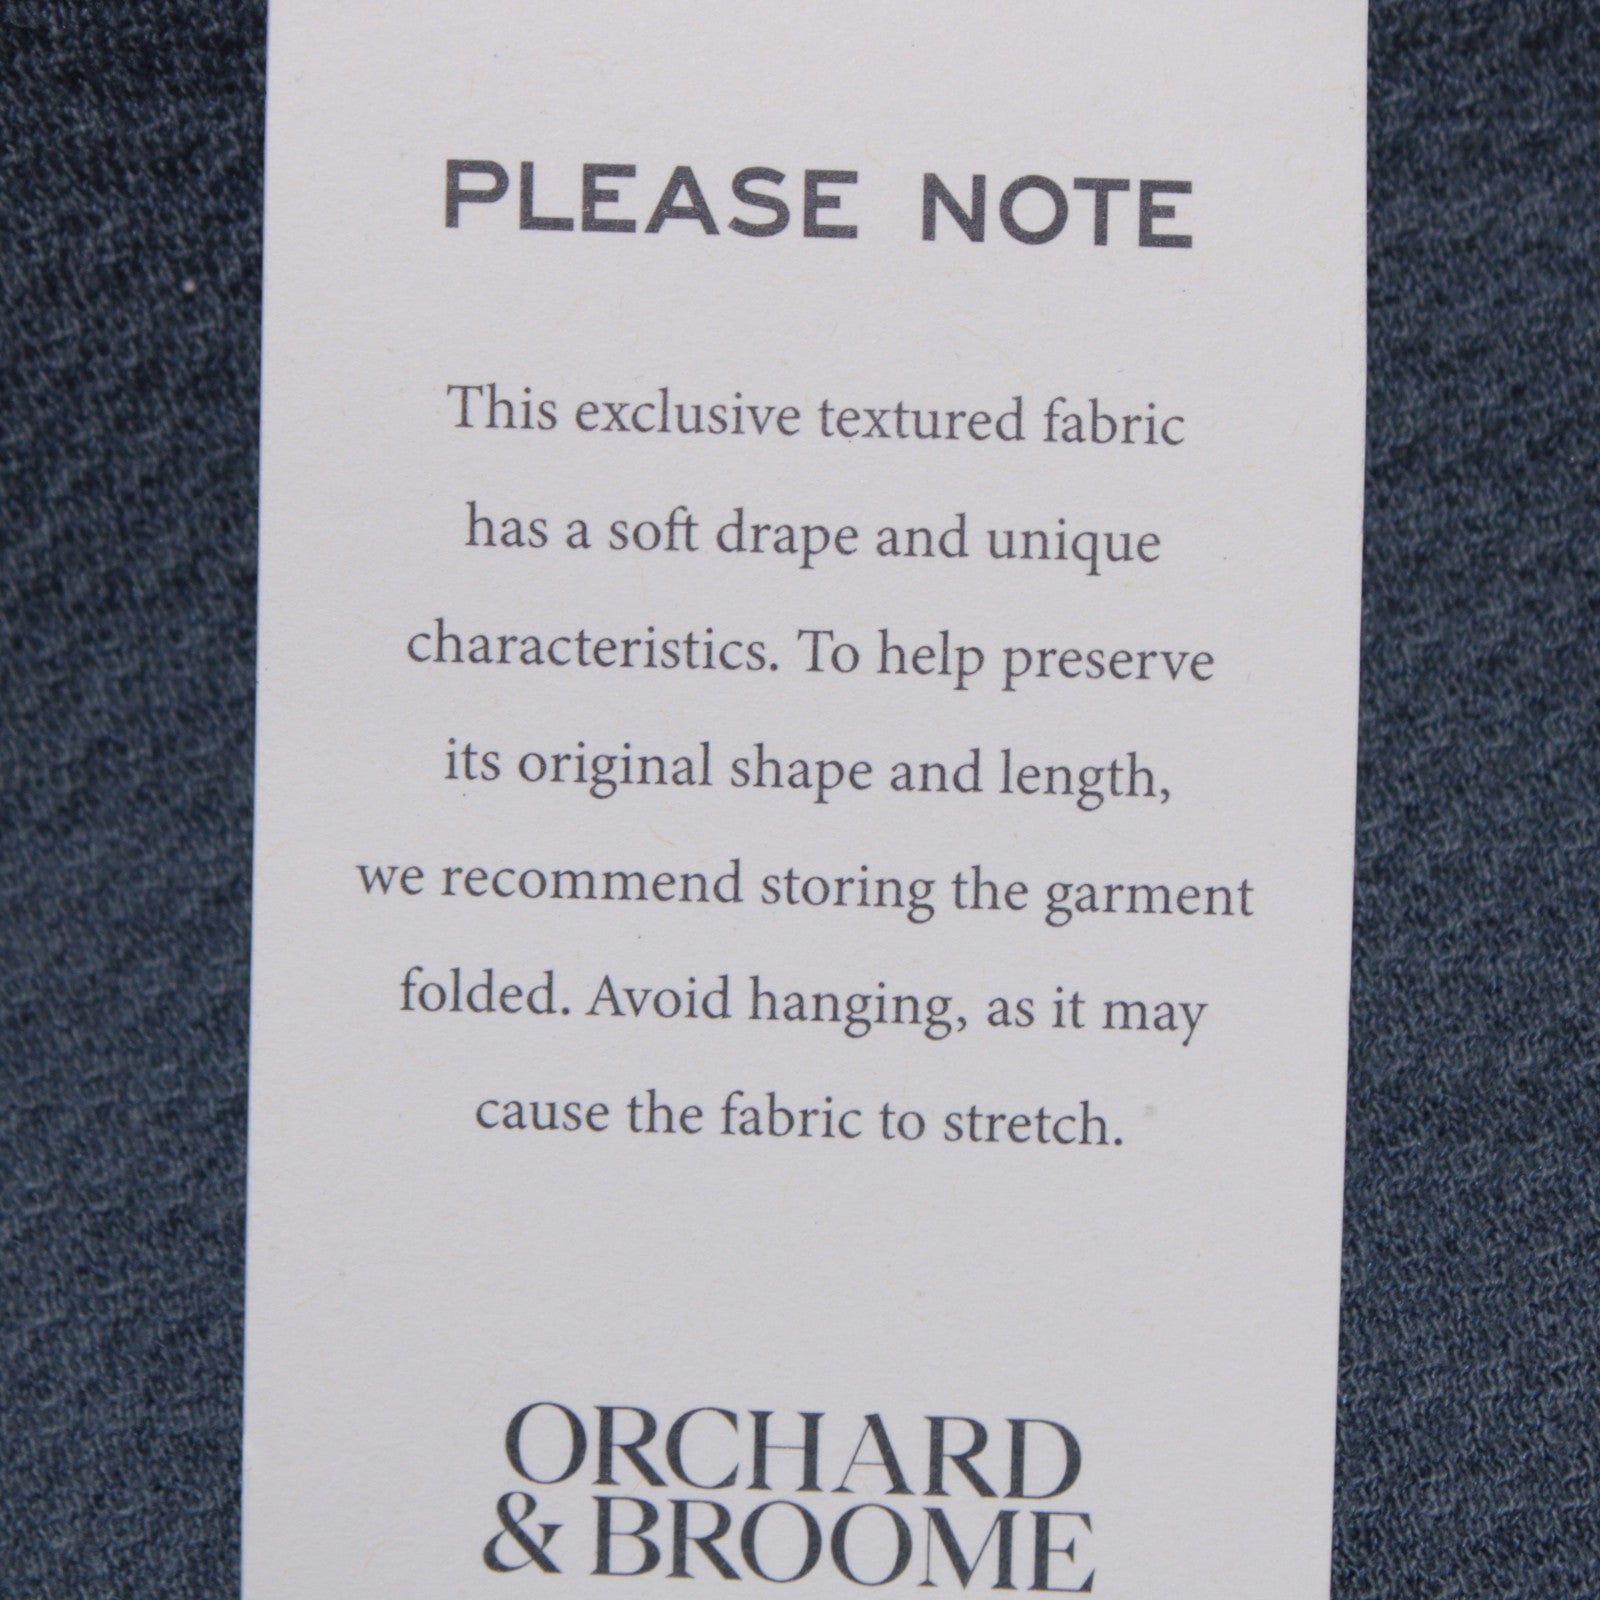 PLEASE NOTE
This exclusive textured fabric
has a soft drape and unique
characteristics. To help preserve
its original shape and length,
we recommend storing the garment
folded. Avoid hanging, as it may
cause the fabric to stretch.
ORCHARD
& BROOME